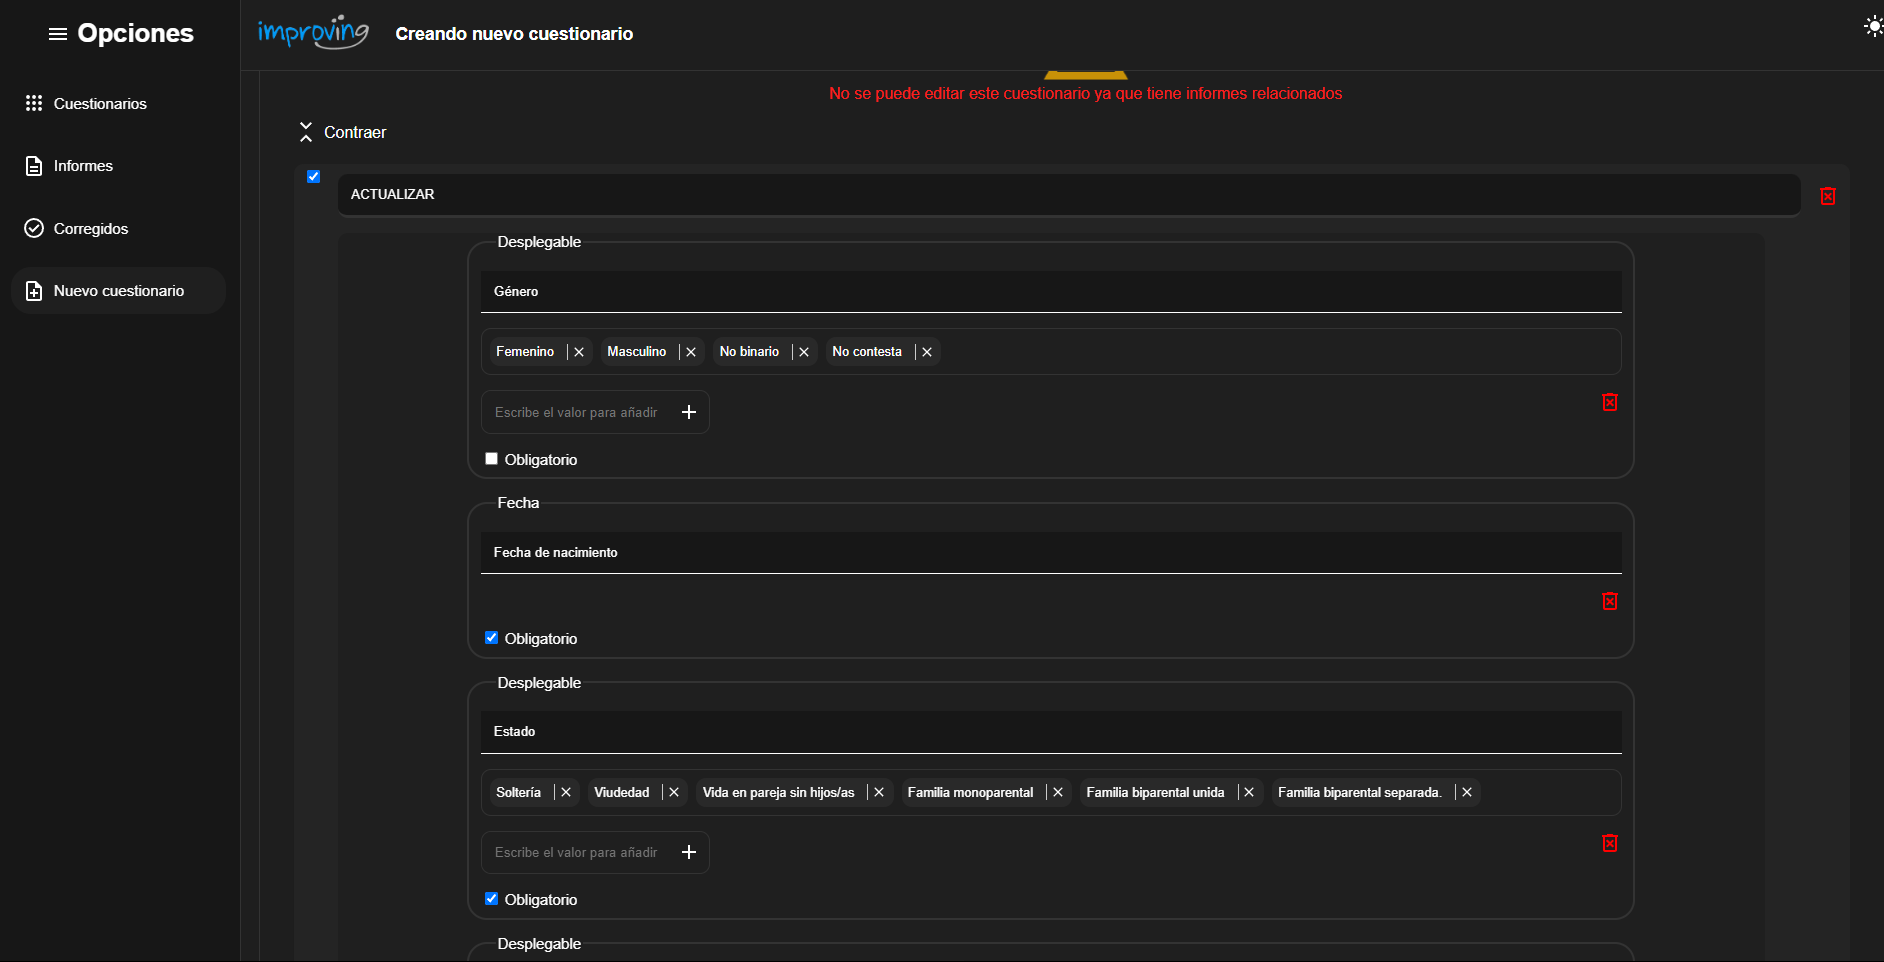 Opciones
improving
Creando nuevo cuestionario
Cuestionarios
Informes
Corregidos
Nuevo cuestionario
No se puede editar este cuestionario ya que tiene informes relacionados
Contraer
ACTUALIZAR
Desplegable
Género
Femenino Masculino No binario No contesta
Escribe el valor para añadir
Obligatorio
Fecha
Fecha de nacimiento
Obligatorio
Desplegable
Estado
Soltería Viudedad Vida en pareja sin hijos/as Familia monoparental Familia biparental unida Familia biparental separada.
Escribe el valor para añadir
Obligatorio
Desplegable